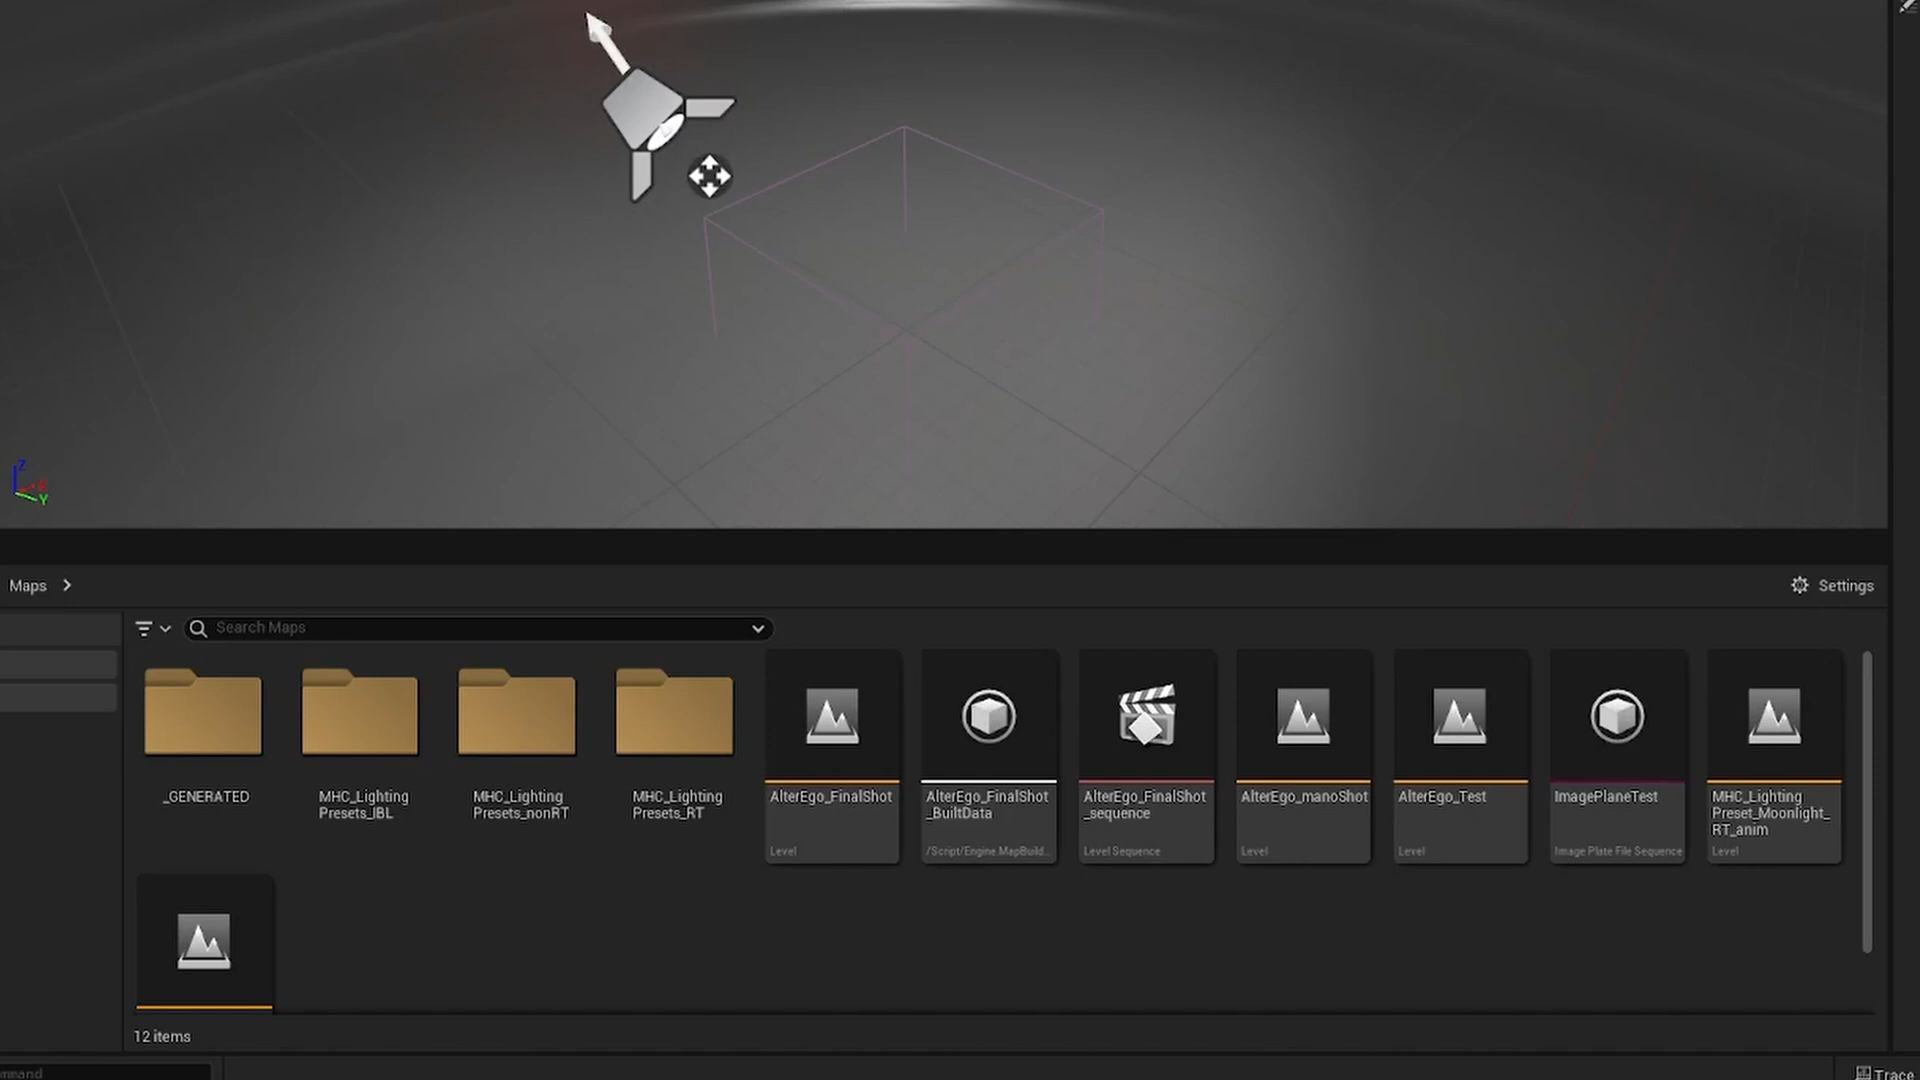 Z
X
Y
Maps
Settings
Search Maps
_GENERATED
MHC_Lighting
Presets_IBL
MHC_Lighting
Presets_nonRT
MHC_Lighting
Presets_RT
AlterEgo_FinalShot
Level
AlterEgo_FinalShot
_BuiltData
/Script/Engine.MapBuild...
AlterEgo_FinalShot
_sequence
Level Sequence
AlterEgo_manoShot
Level
AlterEgo_Test
Level
ImagePlaneTest
Image Plate File Sequence
MHC_Lighting
Preset_Moonlight_
RT_anim
Level
12 items
mmand
Trace